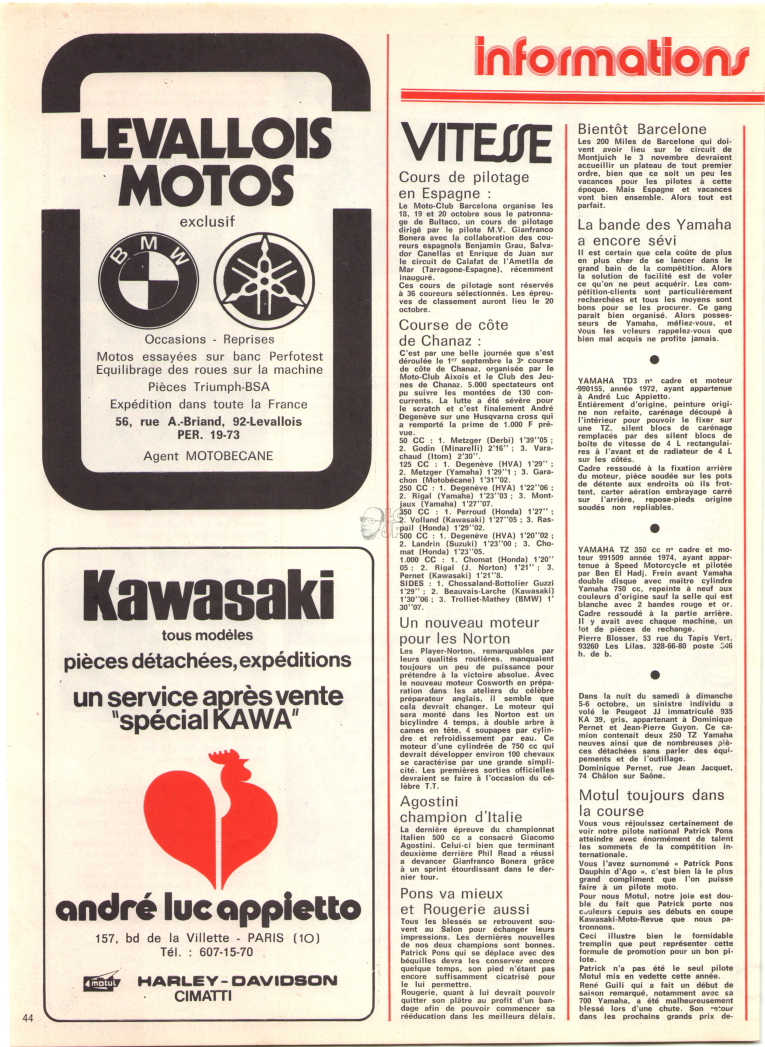 informations
LEVALLOIS
MOTOS
exclusif
BMW
Occasions - Reprises
Motos essayées sur banc Perfotest
Equilibrage des roues sur la machine
Pièces Triumph-BSA
Expédition dans toute la France
56, rue A.-Briand, 92-Levallois
PER. 19-73
Agent MOTOBECANE
Kawasaki
tous modèles
pièces détachées, expéditions
un service après vente
"spécial KAWA"
andré luc appietto
157, bd de la Villette - PARIS (10)
Tél. : 607-15-70
motul
HARLEY-DAVIDSON
CIMATTI
44
VITESSE
Cours de pilotage
en Espagne :
Le Moto-Club Barcelona organise les
18, 19 et 20 octobre sous le patronna-
ge de Bultaco, un cours de pilotage
dirigé par le pilote M.V. Gianfranco
Bonera avec la collaboration des cou-
reurs espagnols Benjamin Grau, Salva-
dor Canellas et Enrique de Juan sur
le circuit de Calafat de l'Ametlla de
Mar (Tarragone-Espagne), récemment
inauguré.
Ces cours de pilotage sont réservés
à 36 coureurs sélectionnés. Les épreu-
ves de classement auront lieu le 20
octobre.
Course de côte
de Chanaz :
C'est par une belle journée que s'est
déroulée le 1er septembre la 3e course
de côte de Chanaz, organisée par le
Moto-Club Aixois et le Club des Jeu-
nes de Chanaz. 5.000 spectateurs ont
pu suivre les montées de 130 con-
currents. La lutte a été sévère pour
le scratch et c'est finalement André
Degenève sur une Husqvarna cross qui
a remporté la prime de 1.000 F pré-
vue.
50 CC : 1. Metzger (Derbi) 1'39''05 ;
2. Godin (Minarelli) 2'16'' ; 3. Vara-
chaud (Itom) 2'30''.
125 CC : 1. Degenève (HVA) 1'29'' ;
2. Metzger (Yamaha) 1'29''1 ; 3. Gara-
chon (Motobécane) 1'31''02.
250 CC : 1. Degenève (HVA) 1'22''06 ;
2. Rigal (Yamaha) 1'23''03 ; 3. Mont-
jaux (Yamaha) 1'27''07.
350 CC : 1. Perroud (Honda) 1'27'' ;
2. Volland (Kawasaki) 1'27''05 ; 3. Ras-
pail (Honda) 1'29''02.
500 CC : 1. Degenève (HVA) 1'20''02 ;
2. Landrin (Suzuki) 1'23''00 ; 3. Cho-
mat (Honda) 1'23''05.
1.000 CC : 1. Chomat (Honda) 1'20''
05 ; 2. Rigal (J. Norton) 1'21'' ; 3.
Pernet (Kawasaki) 1'21''8.
SIDES : 1. Chossaland-Bottolier Guzzi
1'29'' ; 2. Beauvais-Larche (Kawasaki)
1'30''06 ; 3. Trolliet-Mathey (BMW) 1'
30''07.
Un nouveau moteur
pour les Norton
Les Player-Norton, remarquables par
leurs qualités routières, manquaient
toujours un peu de puissance pour
prétendre à la victoire absolue. Avec
le nouveau moteur Cosworth en prépa-
ration dans les ateliers du célèbre
préparateur anglais, il semble que
cela devrait changer. Le moteur qui
sera monté dans les Norton est un
bicylindre 4 temps, à double arbre à
cames en tête, 4 soupapes par cylin-
dre et refroidissement par eau. Ce
moteur d'une cylindrée de 750 cc qui
devrait développer environ 100 chevaux
se caractérise par une grande simpli-
cité. Les premières sorties officielles
devraient se faire à l'occasion du cé-
lèbre T.T.
Agostini
champion d'Italie
La dernière épreuve du championnat
italien 500 cc a consacré Giacomo
Agostini. Celui-ci bien que terminant
deuxième derrière Phil Read a réussi
a devancer Gianfranco Bonera grâce
à un sprint étourdissant dans le der-
nier tour.
Pons va mieux
et Rougerie aussi
Tous les blessés se retrouvent sou-
vent au Salon pour échanger leurs
impressions. Les dernières nouvelles
de nos deux champions sont bonnes.
Patrick Pons qui se déplace avec des
béquilles devra les conserver encore
quelque temps, son pied n'étant pas
encore suffisamment cicatrisé pour
le lui permettre.
Rougerie, quant à lui devrait pouvoir
quitter son plâtre au profit d'un ban-
dage afin de pouvoir commencer sa
rééducation dans les meilleurs délais.
Bientôt Barcelone
Les 200 Miles de Barcelone qui doi-
vent avoir lieu sur le circuit de
Montjuich le 3 novembre devraient
accueillir un plateau de tout premier
ordre, bien que ce soit un peu les
vacances pour les pilotes à cette
époque. Mais Espagne et vacances
vont bien ensemble. Alors tout est
parfait.
La bande des Yamaha
a encore sévi
Il est certain que cela coûte de plus
en plus cher de se lancer dans le
grand bain de la compétition. Alors
la solution de facilité est de voler
ce qu'on ne peut acquérir. Les com-
pétition-clients sont particulièrement
recherchées et tous les moyens sont
bons pour se les procurer. Ce gang
parait bien organisé. Alors posses-
seurs de Yamaha, méfiez-vous, et
vous les voleurs rappelez-vous que
bien mal acquis ne profite jamais.
YAMAHA TD3 n° cadre et moteur
-990155, année 1972, ayant appartenue
à André Luc Appietto.
Entièrement d'origine, peinture origi-
ne non refaite, carénage découpé à
l'intérieur pour pouvoir le fixer sur
une TZ, silent blocs de carénage
remplacés par des silent blocs de
boîte de vitesse de 4 L rectangulai-
res à l'avant et de radiateur de 4 L
sur les côtés.
Cadre ressoudé à la fixation arrière
du moteur, pièce soudée sur les pots
de détente aux endroits où ils frot-
tent, carter aération embrayage carré
sur l'arrière, repose-pieds origine
soudés non repliables.
YAMAHA TZ 350 cc n° cadre et mo-
teur 991509 année 1974, ayant appar-
tenue à Speed Motorcycle et pilotée
par Ben El Hadj. Frein avant Yamaha
double disque avec maitre cylindre
Yamaha 750 cc, repeinte à neuf aux
couleurs d'origine sauf la selle qui est
blanche avec 2 bandes rouge et or.
Cadre ressoudé à la partie arrière.
Il y avait avec chaque machine, un
lot de pièces de rechange.
Pierre Blosser, 53 rue du Tapis Vert,
93260 Les Lilas. 328-66-80 poste 546
h. de b.
Dans la nuit du samedi à dimanche
5-6 octobre, un sinistre individu a
volé le Peugeot JJ immatriculé 935
KA 39, gris, appartenant à Dominique
Pernet et Jean-Pierre Guyon. Ce ca-
mion contenait deux 250 TZ Yamaha
neuves ainsi que de nombreuses piè-
ces détachées sans parler des équi-
pements et de l'outillage.
Dominique Pernet, rue Jean Jacquet,
74 Châlon sur Saône.
Motul toujours dans
la course
Vous vous réjouissez certainement de
voir notre pilote national Patrick Pons
atteindre avec énormément de talent
les sommets de la compétition in-
ternationale.
Vous l'avez surnommé « Patrick Pons
Dauphin d'Ago », c'est bien là le plus
grand compliment que l'on puisse
faire à un pilote moto.
Pour nous Motul, notre joie est dou-
ble du fait que Patrick porte nos
couleurs depuis ses débuts en coupe
Kawasaki-Moto-Revue que nous pa-
tronnons.
Ceci illustre bien le formidable
tremplin que peut représenter cette
formule de promotion pour un bon pi-
lote.
Patrick n'a pas été le seul pilote
Motul mis en vedette cette année.
René Guili qui a fait un début de
saison remarqué, notamment avec sa
700 Yamaha, a été malheureusement
blessé lors d'une chute. Son retour
dans les prochains grands prix de-